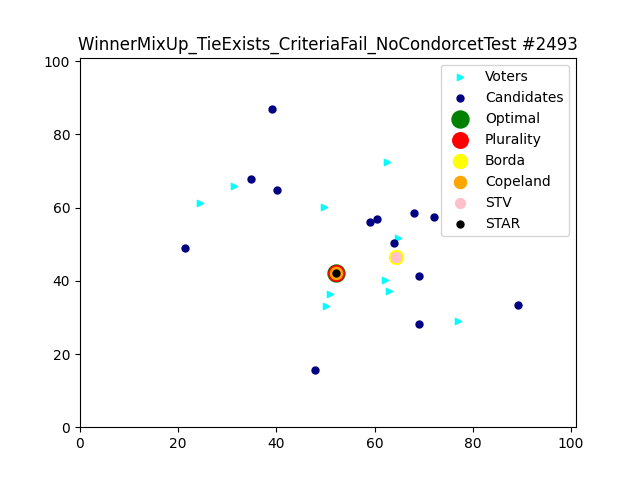 WinnerMixUp_TieExists_CriteriaFail_NoCondorcetTest #2493
100
80
60
40
20
0
0 20 40 60 80 100
Voters
Candidates
Optimal
Plurality
Borda
Copeland
STV
STAR